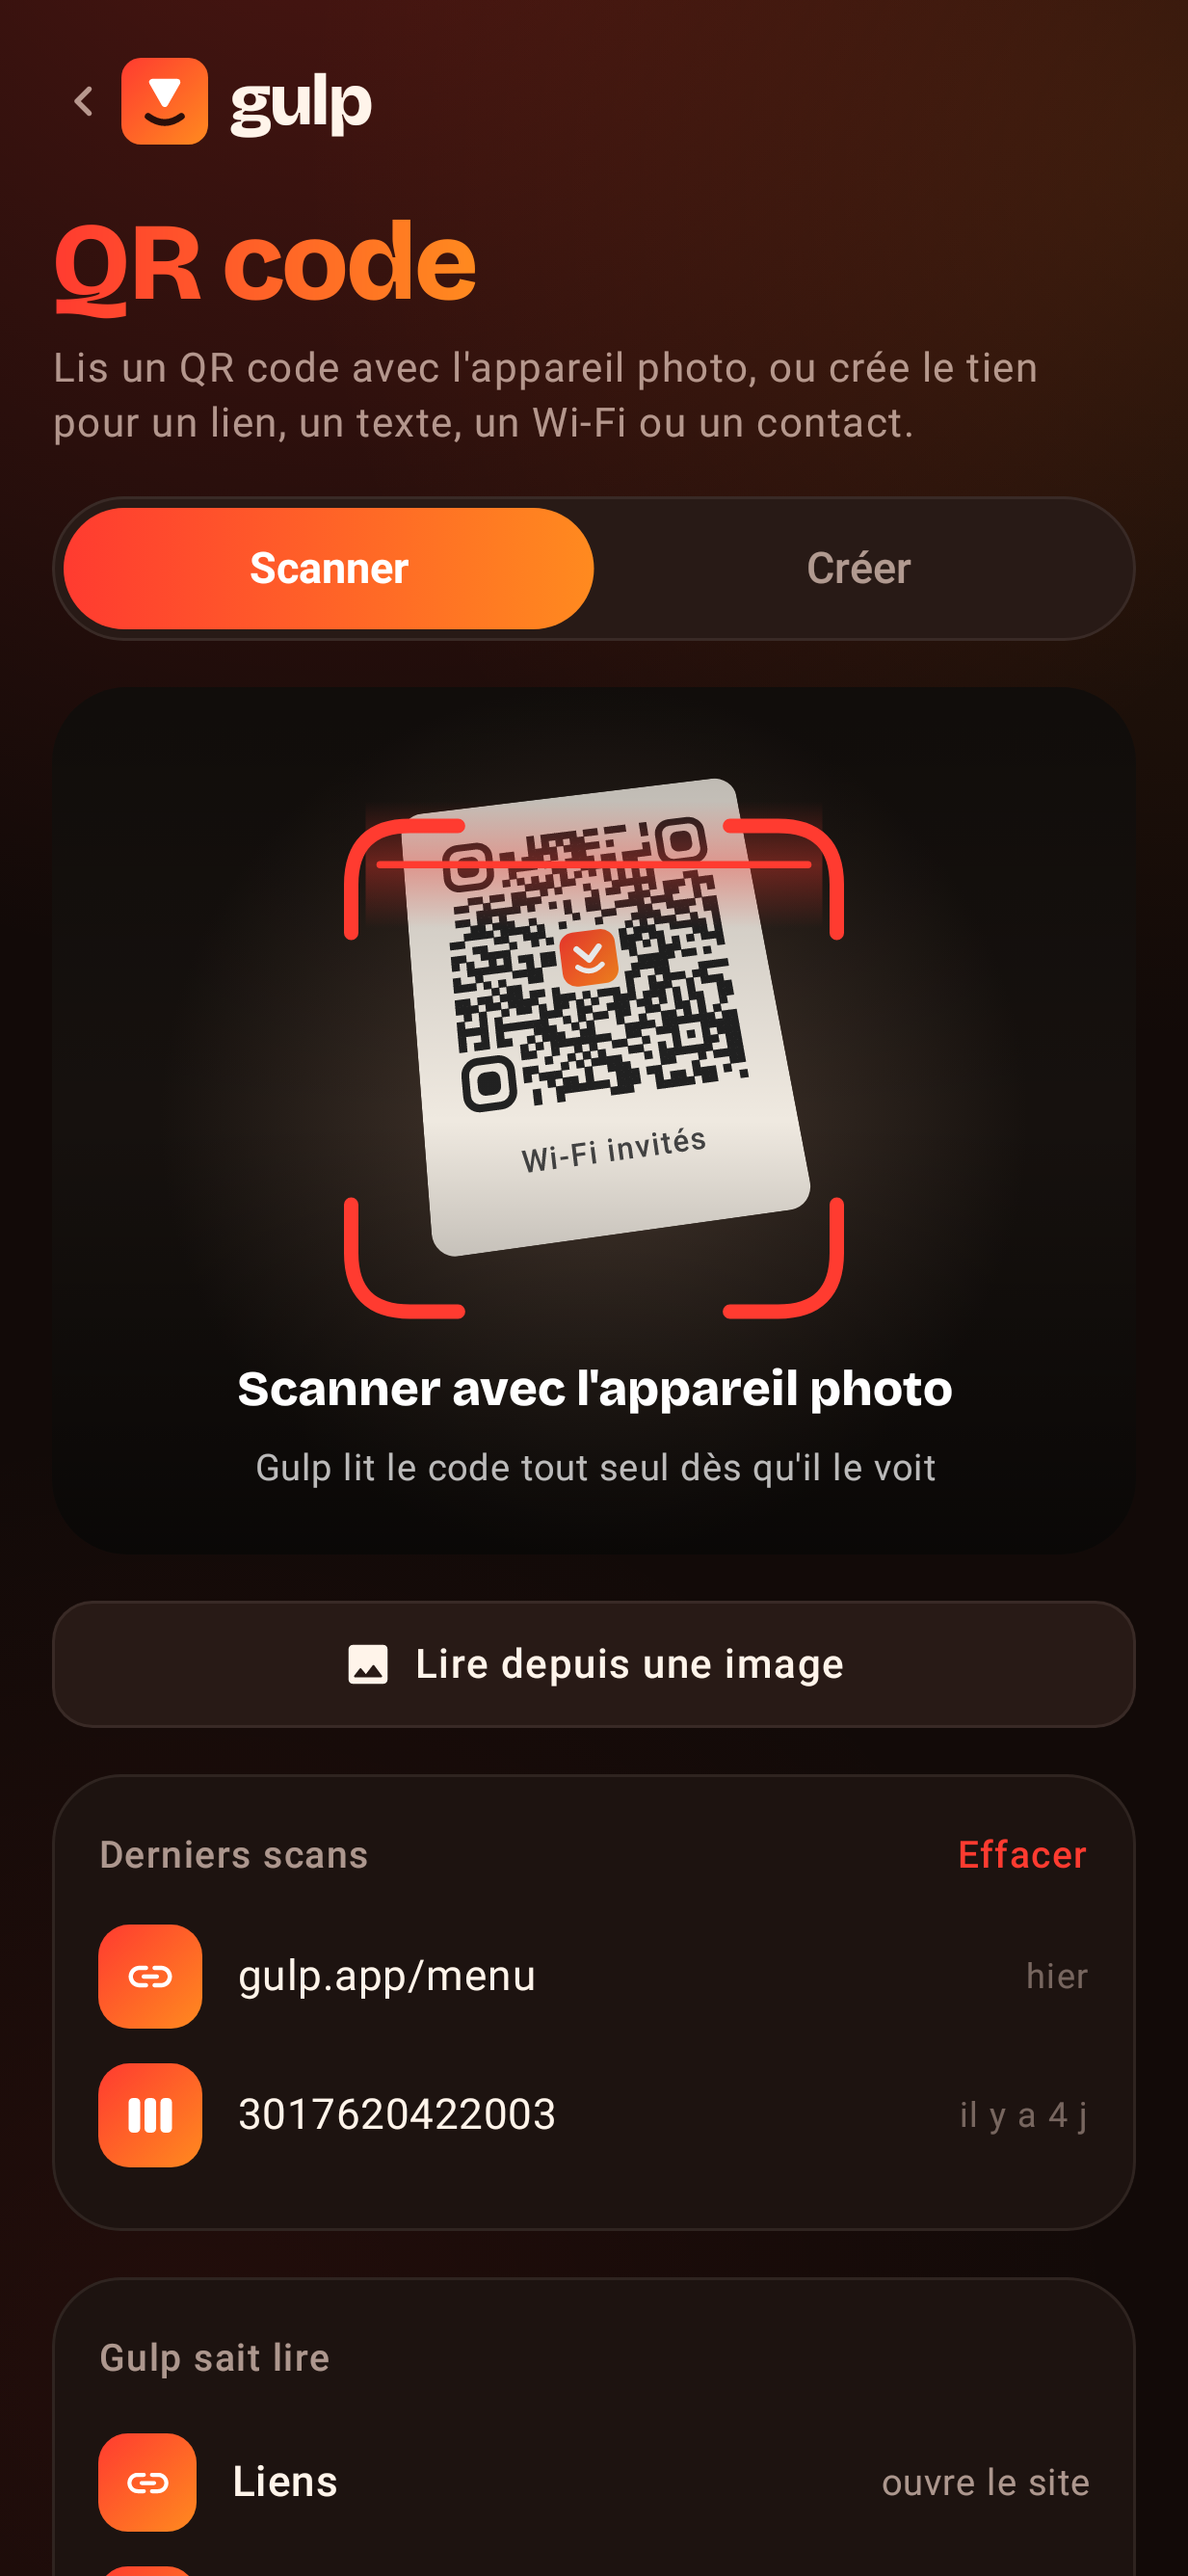 gulp
QR code
Lis un QR code avec l'appareil photo, ou crée le tien
pour un lien, un texte, un Wi-Fi ou un contact.
Scanner
Créer
Wi-Fi invités
Scanner avec l'appareil photo
Gulp lit le code tout seul dès qu'il le voit
Lire depuis une image
Derniers scans
Effacer
gulp.app/menu
hier
3017620422003
il y a 4 j
Gulp sait lire
Liens
ouvre le site